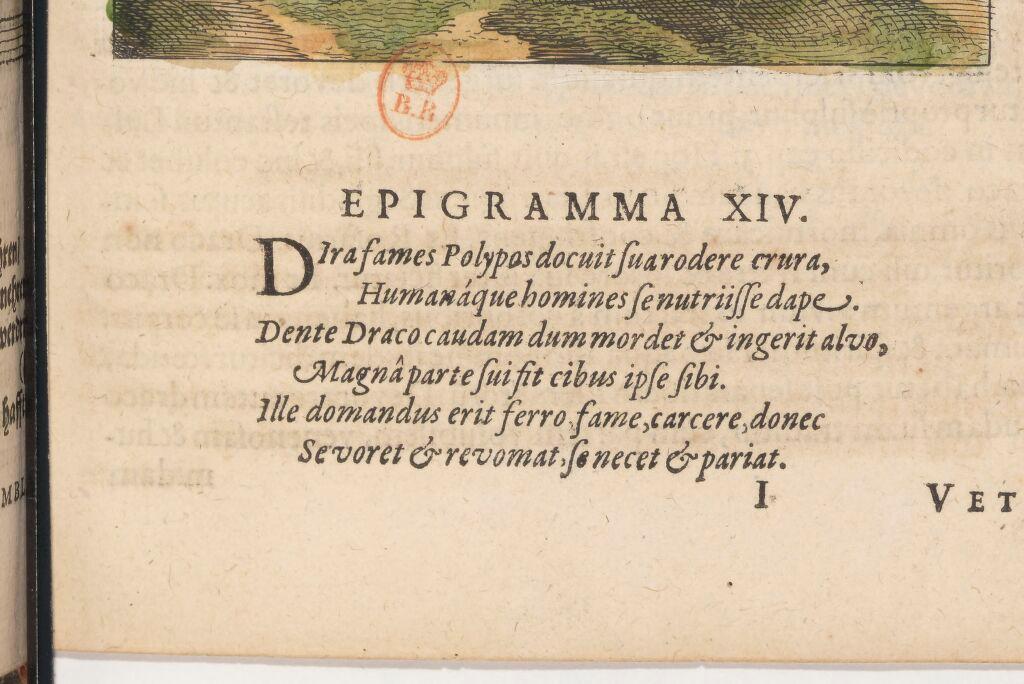 B.R.
EPIGRAMMA XIV.
DIra fames Polypos docuit ſua rodere crura,
Humanáque homines ſe nutriiſſe dape.
Dente Draco caudam dum mordet & ingerit alvo,
Magnâ parte ſui fit cibus ipſe ſibi.
Ille domandus erit ferro, fame, carcere, donec
Se voret & revomat, ſe necet & pariat.
I VET